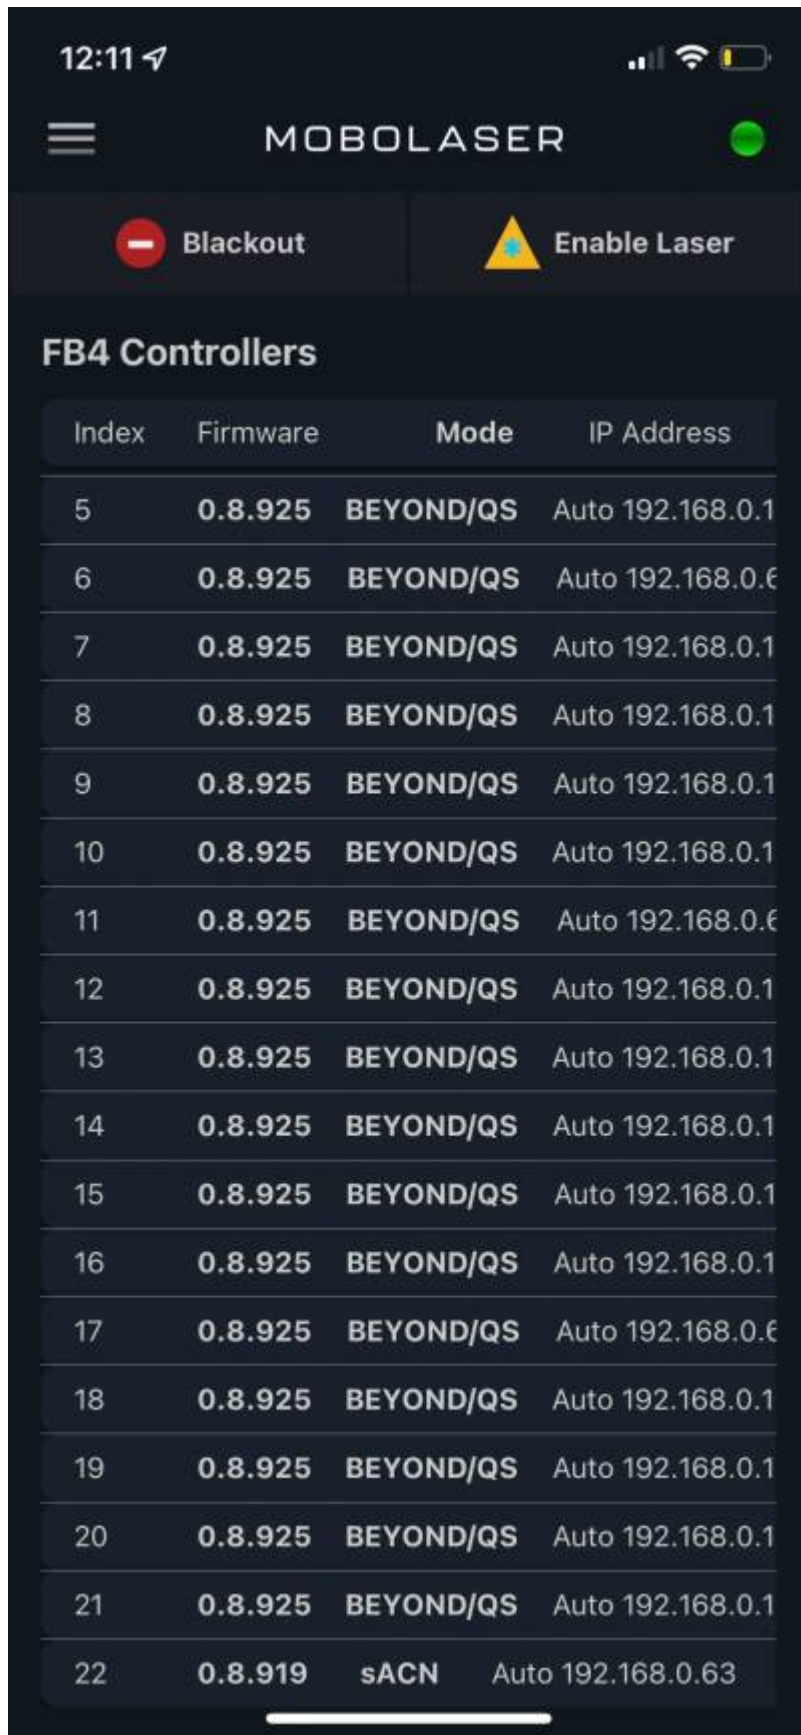 12:11
MOBOLASER
Blackout Enable Laser
FB4 Controllers
Index Firmware Mode IP Address
5 0.8.925 BEYOND/QS Auto 192.168.0.1
6 0.8.925 BEYOND/QS Auto 192.168.0.6
7 0.8.925 BEYOND/QS Auto 192.168.0.1
8 0.8.925 BEYOND/QS Auto 192.168.0.1
9 0.8.925 BEYOND/QS Auto 192.168.0.1
10 0.8.925 BEYOND/QS Auto 192.168.0.1
11 0.8.925 BEYOND/QS Auto 192.168.0.6
12 0.8.925 BEYOND/QS Auto 192.168.0.1
13 0.8.925 BEYOND/QS Auto 192.168.0.1
14 0.8.925 BEYOND/QS Auto 192.168.0.1
15 0.8.925 BEYOND/QS Auto 192.168.0.1
16 0.8.925 BEYOND/QS Auto 192.168.0.1
17 0.8.925 BEYOND/QS Auto 192.168.0.6
18 0.8.925 BEYOND/QS Auto 192.168.0.1
19 0.8.925 BEYOND/QS Auto 192.168.0.1
20 0.8.925 BEYOND/QS Auto 192.168.0.1
21 0.8.925 BEYOND/QS Auto 192.168.0.1
22 0.8.919 sACN Auto 192.168.0.63